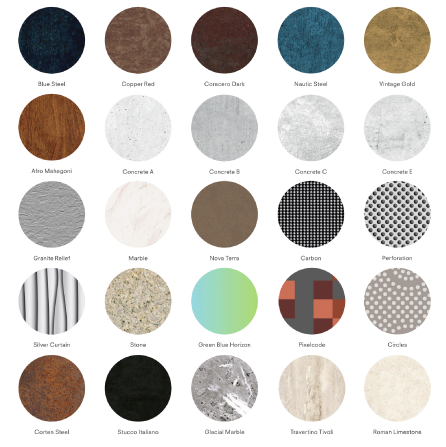 Blue Steel
Copper Red
Coracero Dark
Nautic Steel
Vintage Gold
Afro Mahogani
Concrete A
Concrete B
Concrete C
Concrete E
Granite Relief
Marble
Nova Terra
Carbon
Perforation
Silver Curtain
Stone
Green Blue Horizon
Pixelcode
Circles
Corten Steel
Stucco Italiano
Glacial Marble
Travertino Tivoli
Roman Limestone